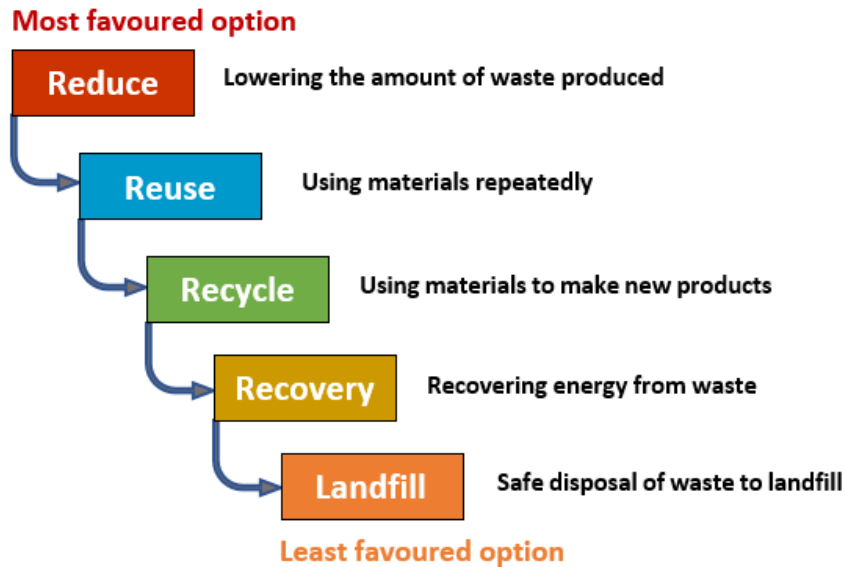 Most favoured option
Reduce
Lowering the amount of waste produced
Reuse
Using materials repeatedly
Recycle
Using materials to make new products
Recovery
Recovering energy from waste
Landfill
Safe disposal of waste to landfill
Least favoured option